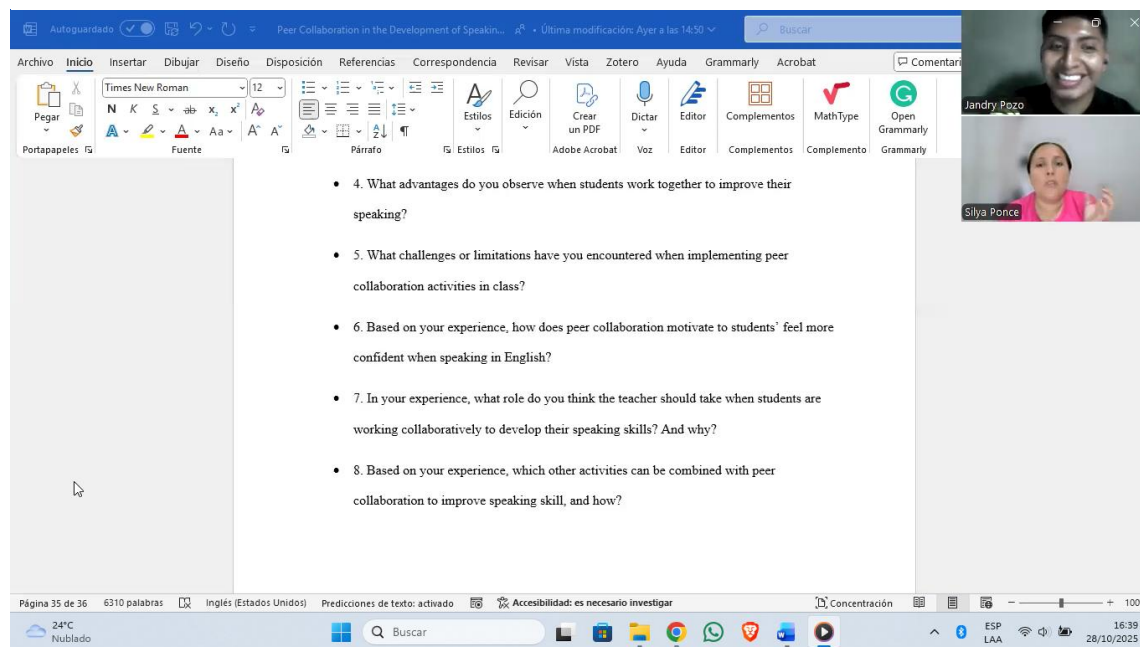 Autoguardado
Peer Collaboration in the Development of Speakin... • Última modificación: Ayer a las 14:50
Buscar
Archivo Inicio Insertar Dibujar Diseño Disposición Referencias Correspondencia Revisar Vista Zotero Ayuda Grammarly Acrobat
Comentari
Jandry Pozo
Pegar
Times New Roman 12
N K S ab x₂ x²
A A Aa A A
Estilos
Edición
Crear un PDF
Dictar
Editor
Complementos
MathType
Open Grammarly
Portapapeles Fuente Párrafo Estilos Adobe Acrobat Voz Editor Complementos Complemento Grammarly
Silya Ponce
• 4. What advantages do you observe when students work together to improve their
speaking?
• 5. What challenges or limitations have you encountered when implementing peer
collaboration activities in class?
• 6. Based on your experience, how does peer collaboration motivate to students’ feel more
confident when speaking in English?
• 7. In your experience, what role do you think the teacher should take when students are
working collaboratively to develop their speaking skills? And why?
• 8. Based on your experience, which other activities can be combined with peer
collaboration to improve speaking skill, and how?
Página 35 de 36 6310 palabras Inglés (Estados Unidos) Predicciones de texto: activado Accesibilidad: es necesario investigar Concentración 100
24°C
Nublado
Buscar
ESP
LAA
16:39
28/10/2025